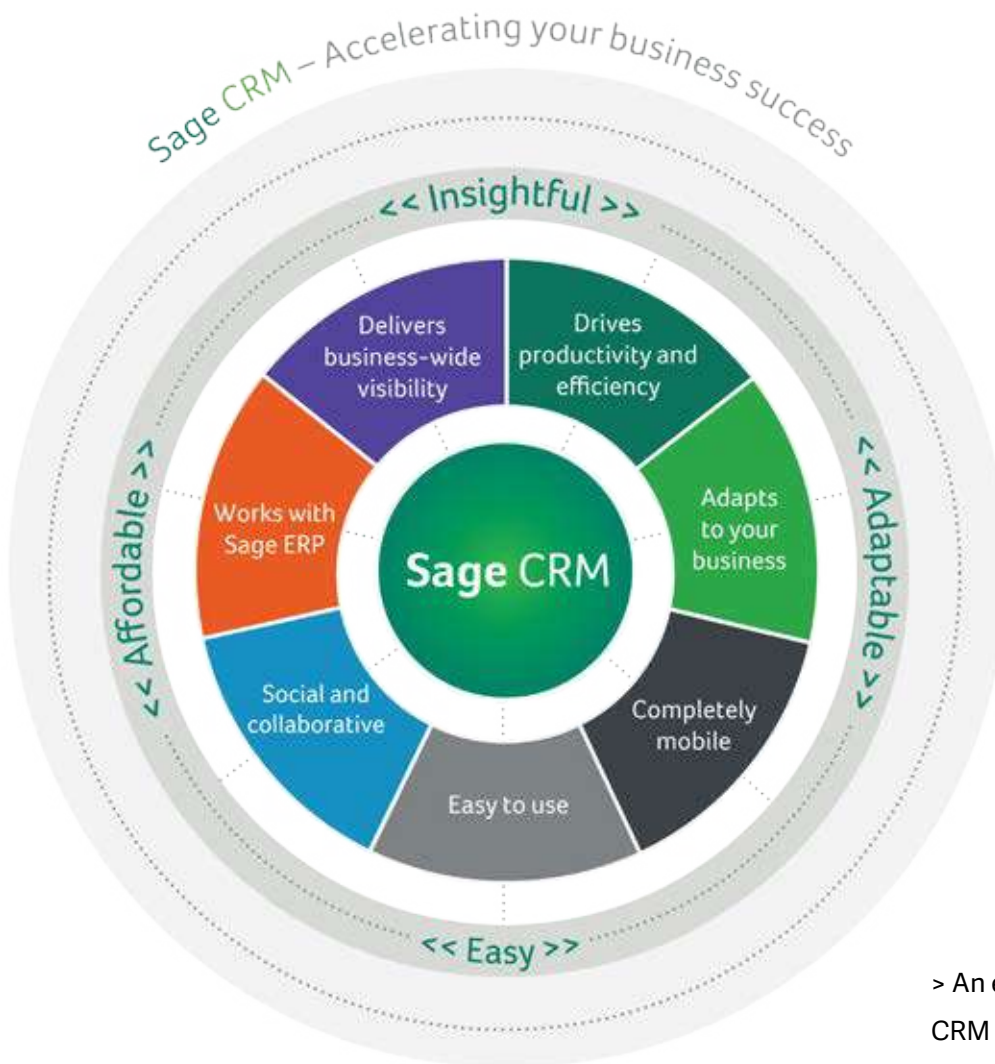 Sage CRM – Accelerating your business success
<< Insightful >>
Delivers
business-wide
visibility
Drives
productivity and
efficiency
<< Affordable >>
Works with
Sage ERP
Sage CRM
Adapts
to your
business
<< Adaptable >>
Social and
collaborative
Completely
mobile
Easy to use
<< Easy >>
> An
CRM